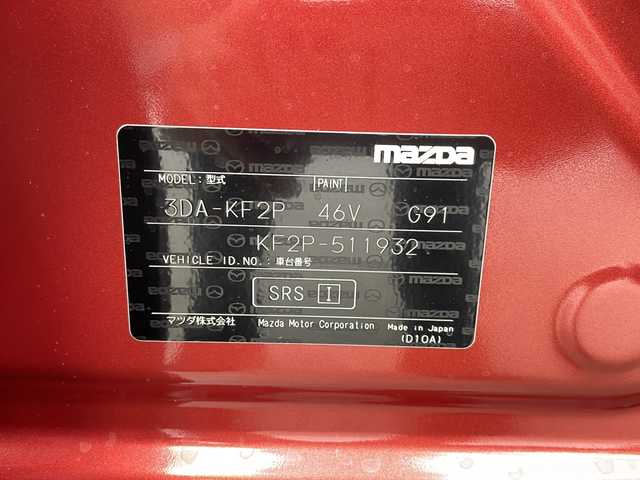 mazda
MODEL:型式 PAINT
3DA-KF2P 46V G91
KF2P-511932
VEHICLE ID.NO.:車台番号
SRS I
マツダ株式会社 Mazda Motor Corporation Made in Japan
(D10A)